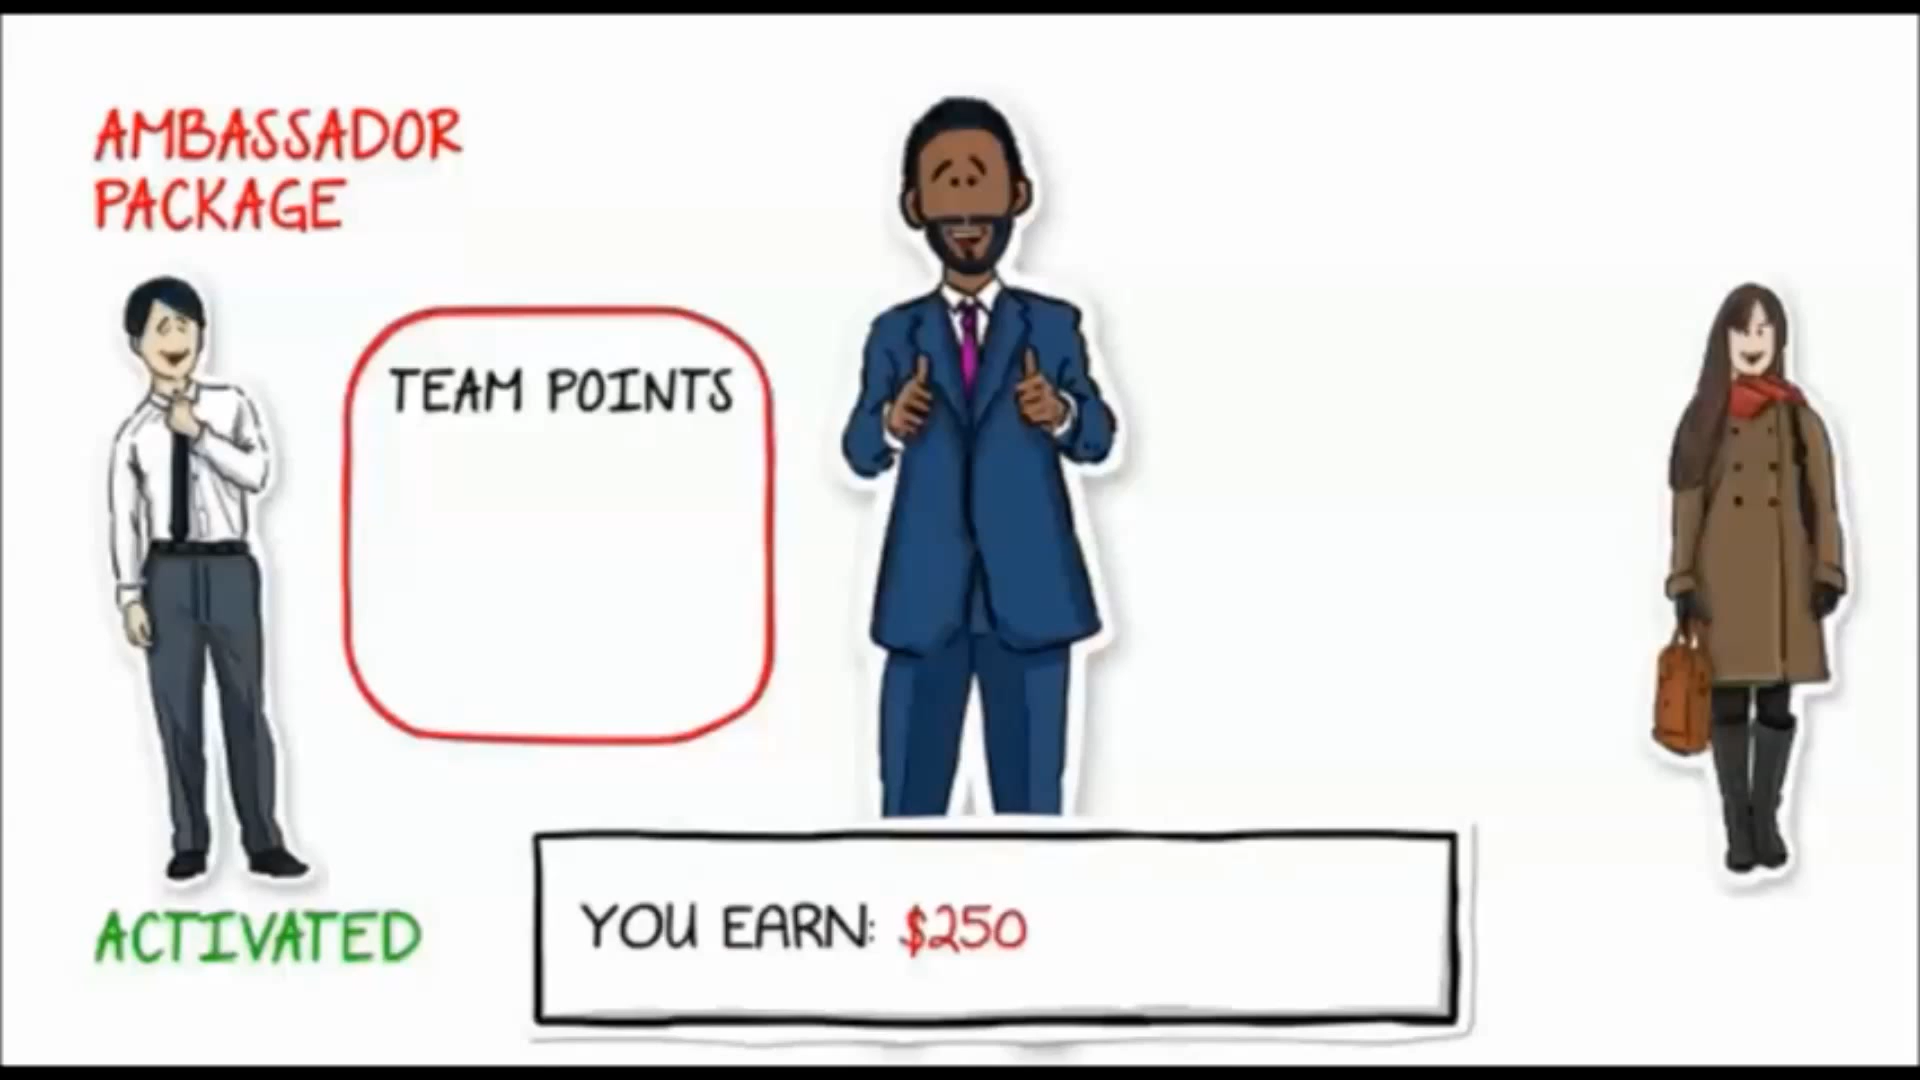 AMBASSADOR
PACKAGE
TEAM POINTS
ACTIVATED
YOU EARN: $250